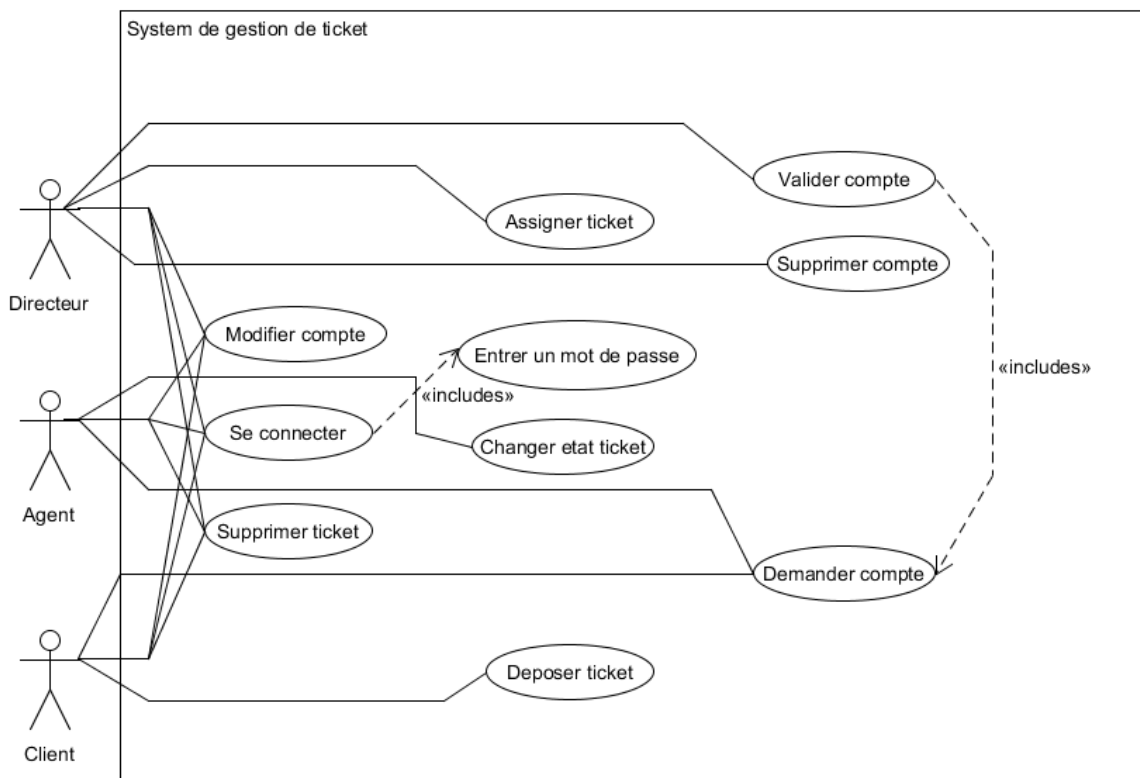 System de gestion de ticket
Valider compte
Assigner ticket
Supprimer compte
Directeur
Modifier compte
Entrer un mot de passe
«includes»
«includes»
Se connecter
Changer etat ticket
Agent
Supprimer ticket
Demander compte
Deposer ticket
Client